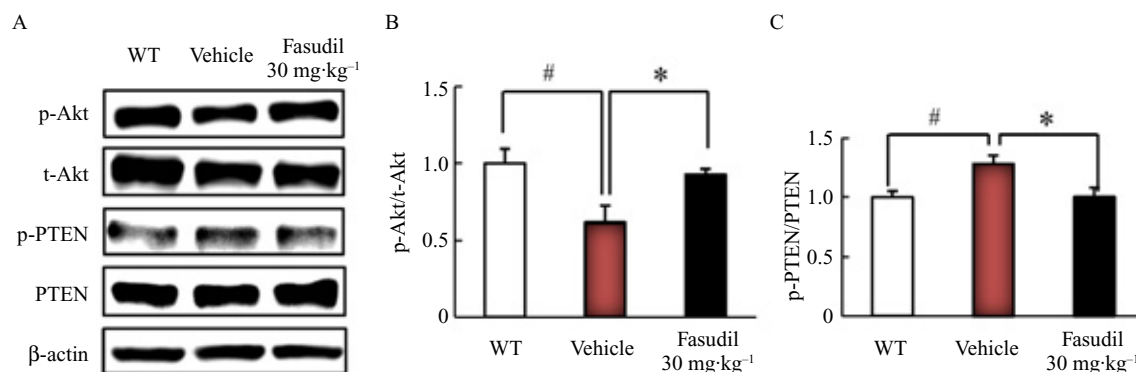 A
WT Vehicle Fasudil
30 mg·kg⁻¹
p-Akt
t-Akt
p-PTEN
PTEN
β-actin
B
p-Akt/t-Akt
1.5
1.0
0.5
0
#
*
WT Vehicle Fasudil
30 mg·kg⁻¹
C
p-PTEN/PTEN
1.5
1.0
0.5
0
#
*
WT Vehicle Fasudil
30 mg·kg⁻¹